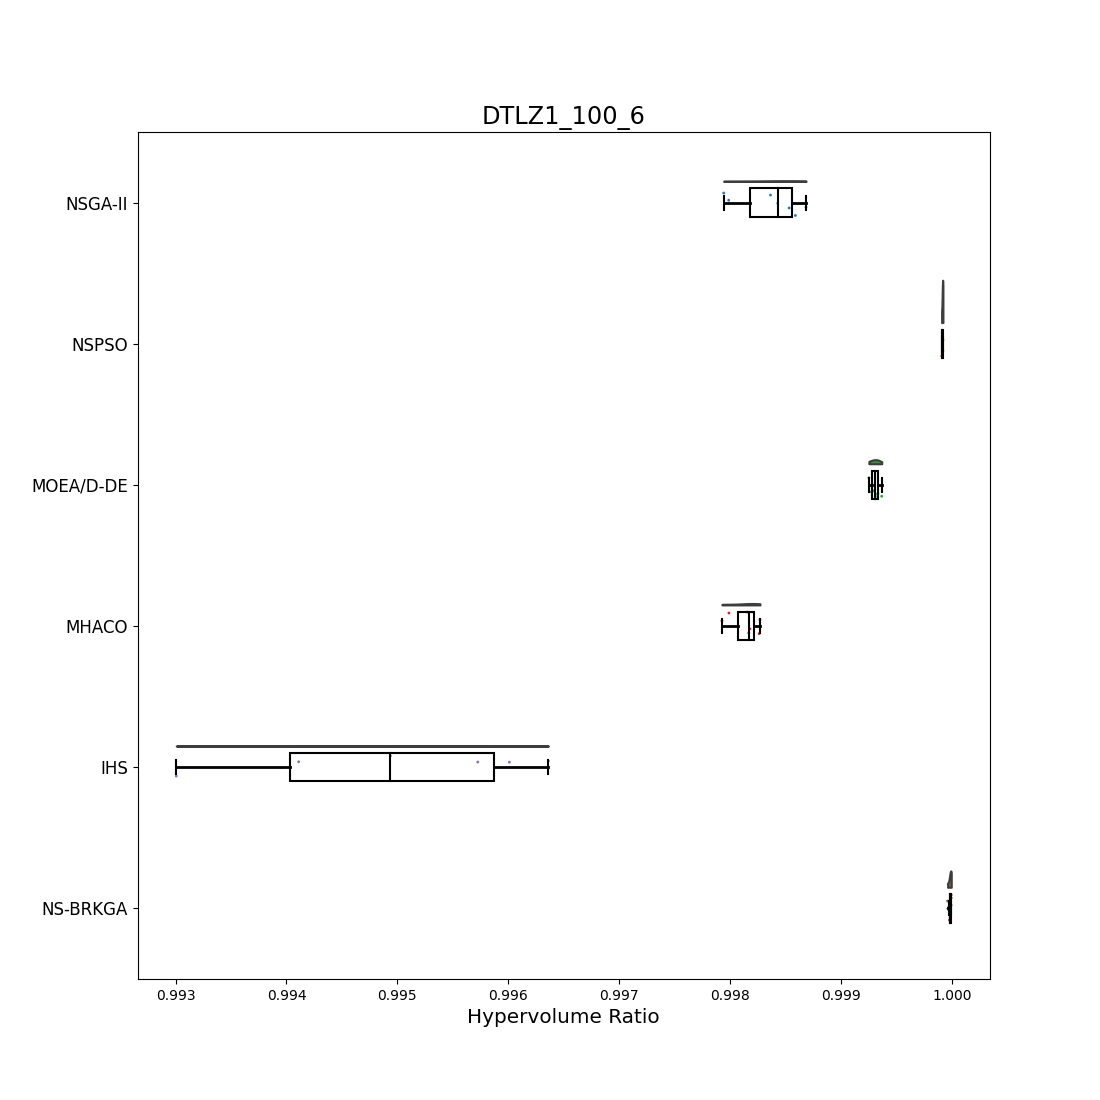 DTLZ1_100_6
NSGA-II
NSPSO
MOEA/D-DE
MHACO
IHS
NS-BRKGA
0.993 0.994 0.995 0.996 0.997 0.998 0.999 1.000
Hypervolume Ratio